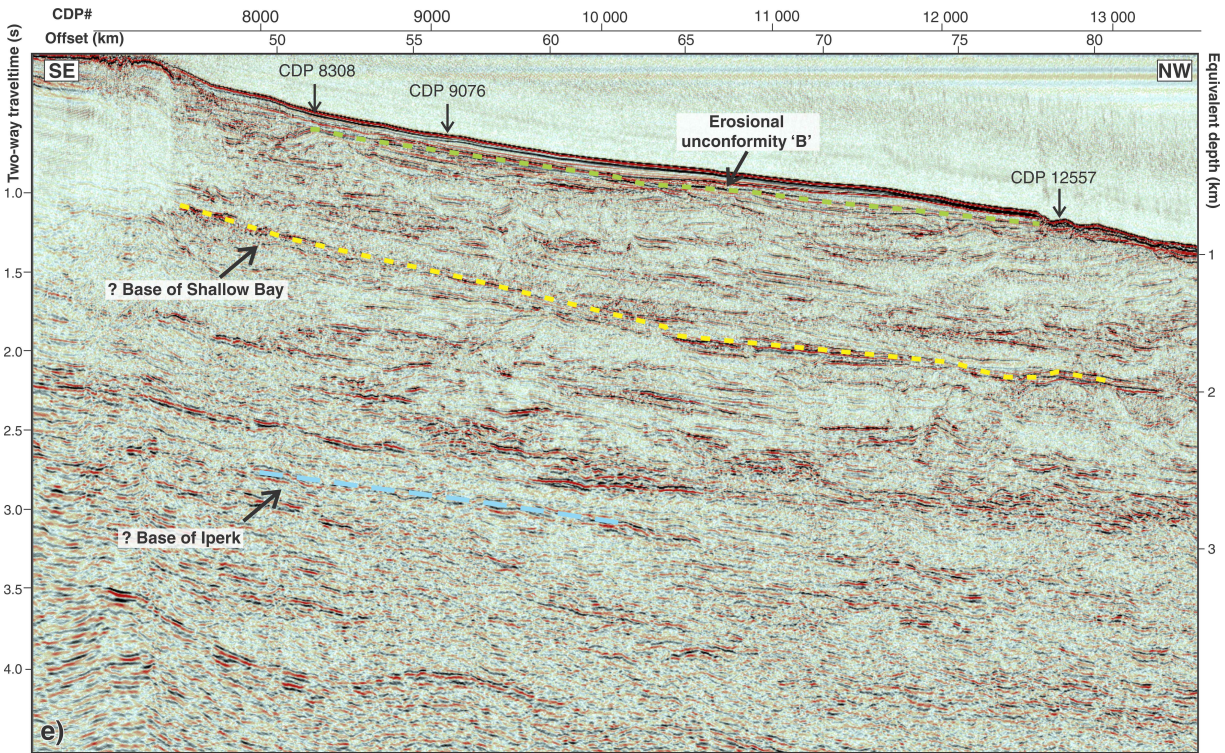 CDP# 8000 9000 10 000 11 000 12 000 13 000
Offset (km) 50 55 60 65 70 75 80
SE
NW
CDP 8308
CDP 9076
Erosional
unconformity ‘B’
CDP 12557
Two-way traveltime (s)
1.0
1.5
2.0
2.5
3.0
3.5
4.0
Equivalent depth (km)
1
2
3
? Base of Shallow Bay
? Base of Iperk
e)